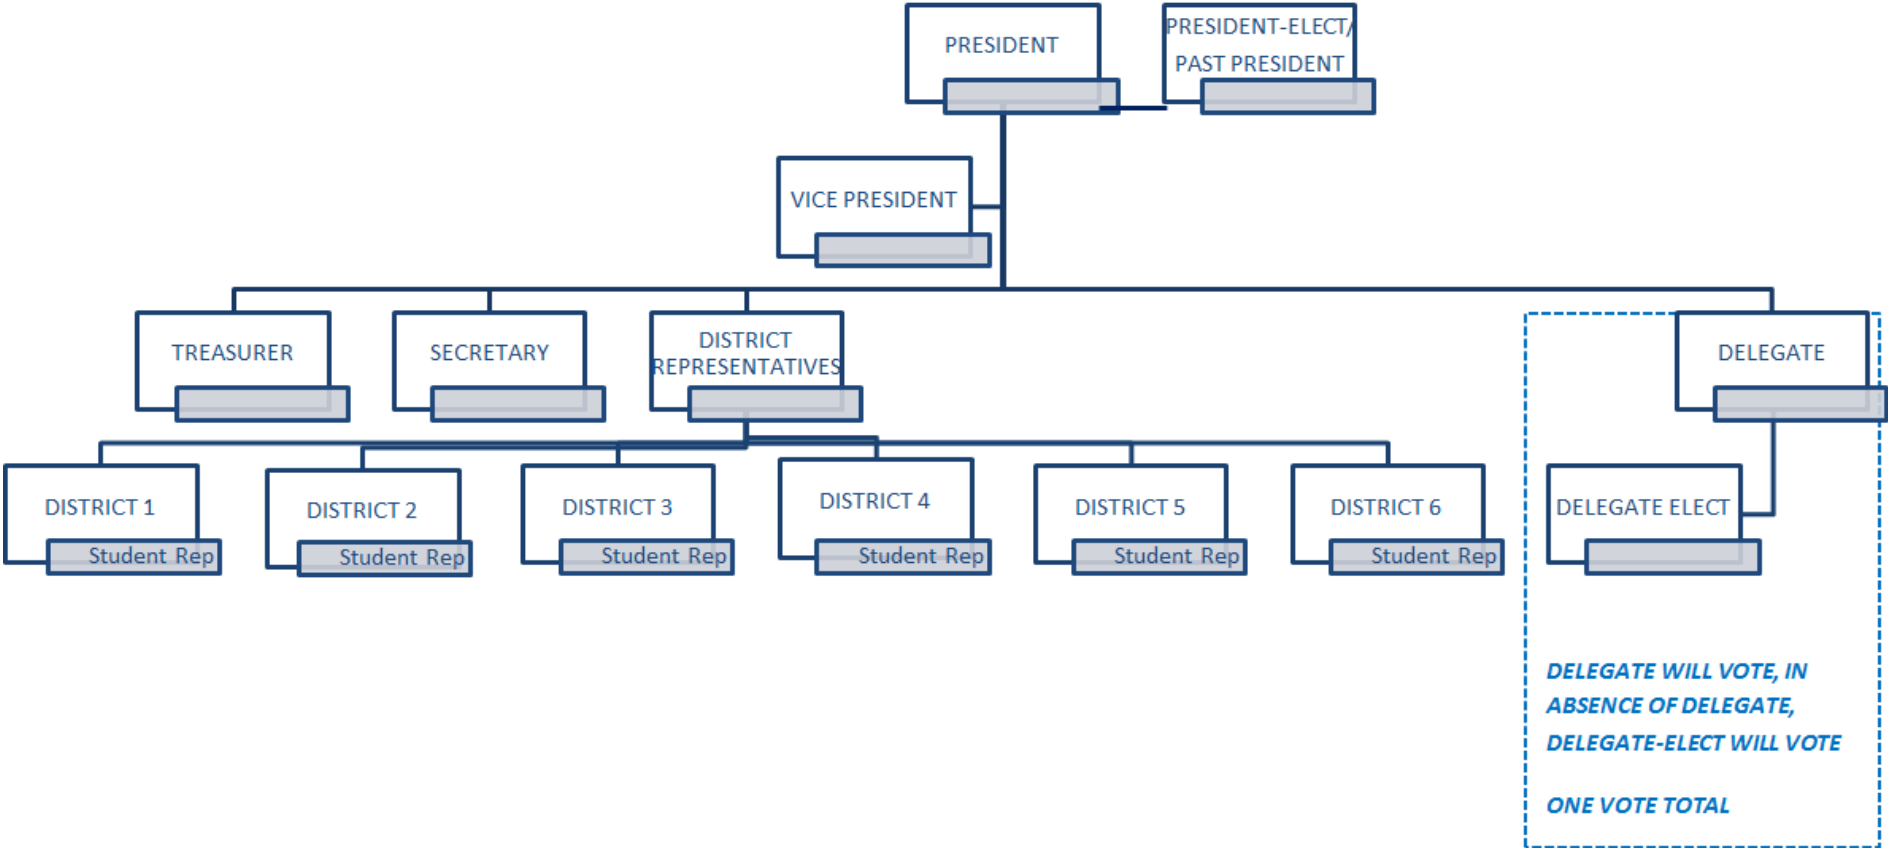 PRESIDENT
PRESIDENT-ELECT/
PAST PRESIDENT
VICE PRESIDENT
TREASURER
SECRETARY
DISTRICT
REPRESENTATIVES
DELEGATE
DISTRICT 1
Student Rep
DISTRICT 2
Student Rep
DISTRICT 3
Student Rep
DISTRICT 4
Student Rep
DISTRICT 5
Student Rep
DISTRICT 6
Student Rep
DELEGATE ELECT
DELEGATE WILL VOTE, IN
ABSENCE OF DELEGATE,
DELEGATE-ELECT WILL VOTE
ONE VOTE TOTAL